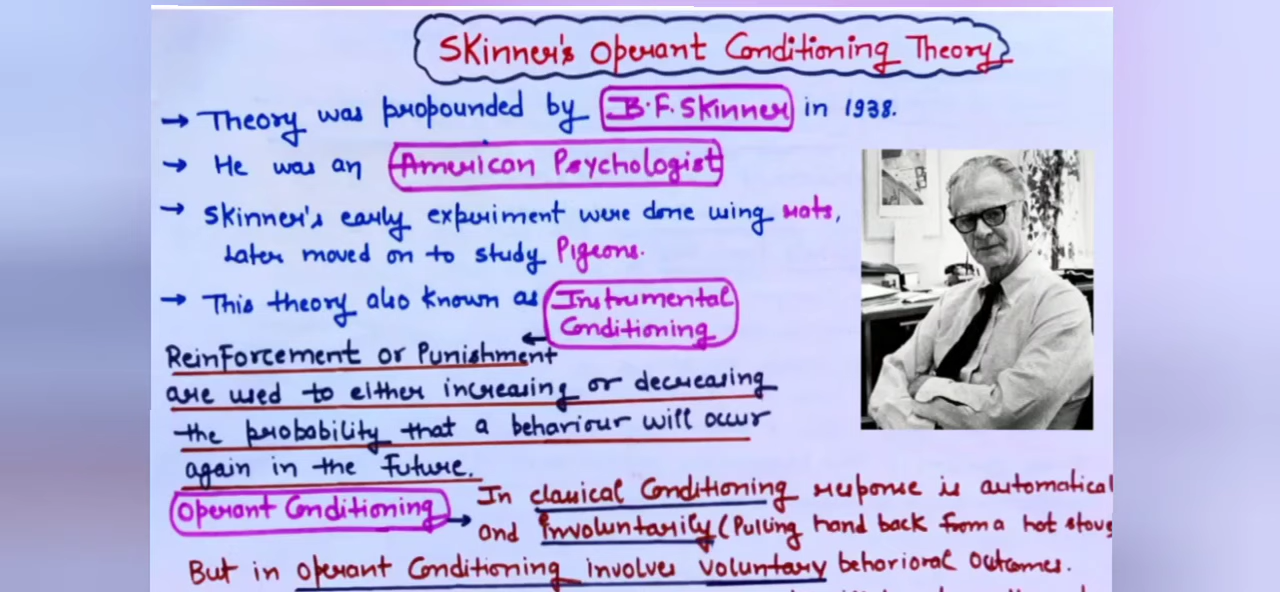 Skinner's Operant Conditioning Theory
→ Theory was propounded by B.F. Skinner in 1938.
→ He was an American Psychologist
→ Skinner's early experiment were done using rats,
later moved on to study Pigeons.
→ This theory also known as Instrumental
Conditioning
Reinforcement or Punishment
are used to either increasing or decreasing
the probability that a behaviour will occur
again in the future.
Operant Conditioning → In classical Conditioning response is automatical
and involuntarily (Pulling hand back from a hot stove
But in operant Conditioning involves voluntary behavioral outcomes.